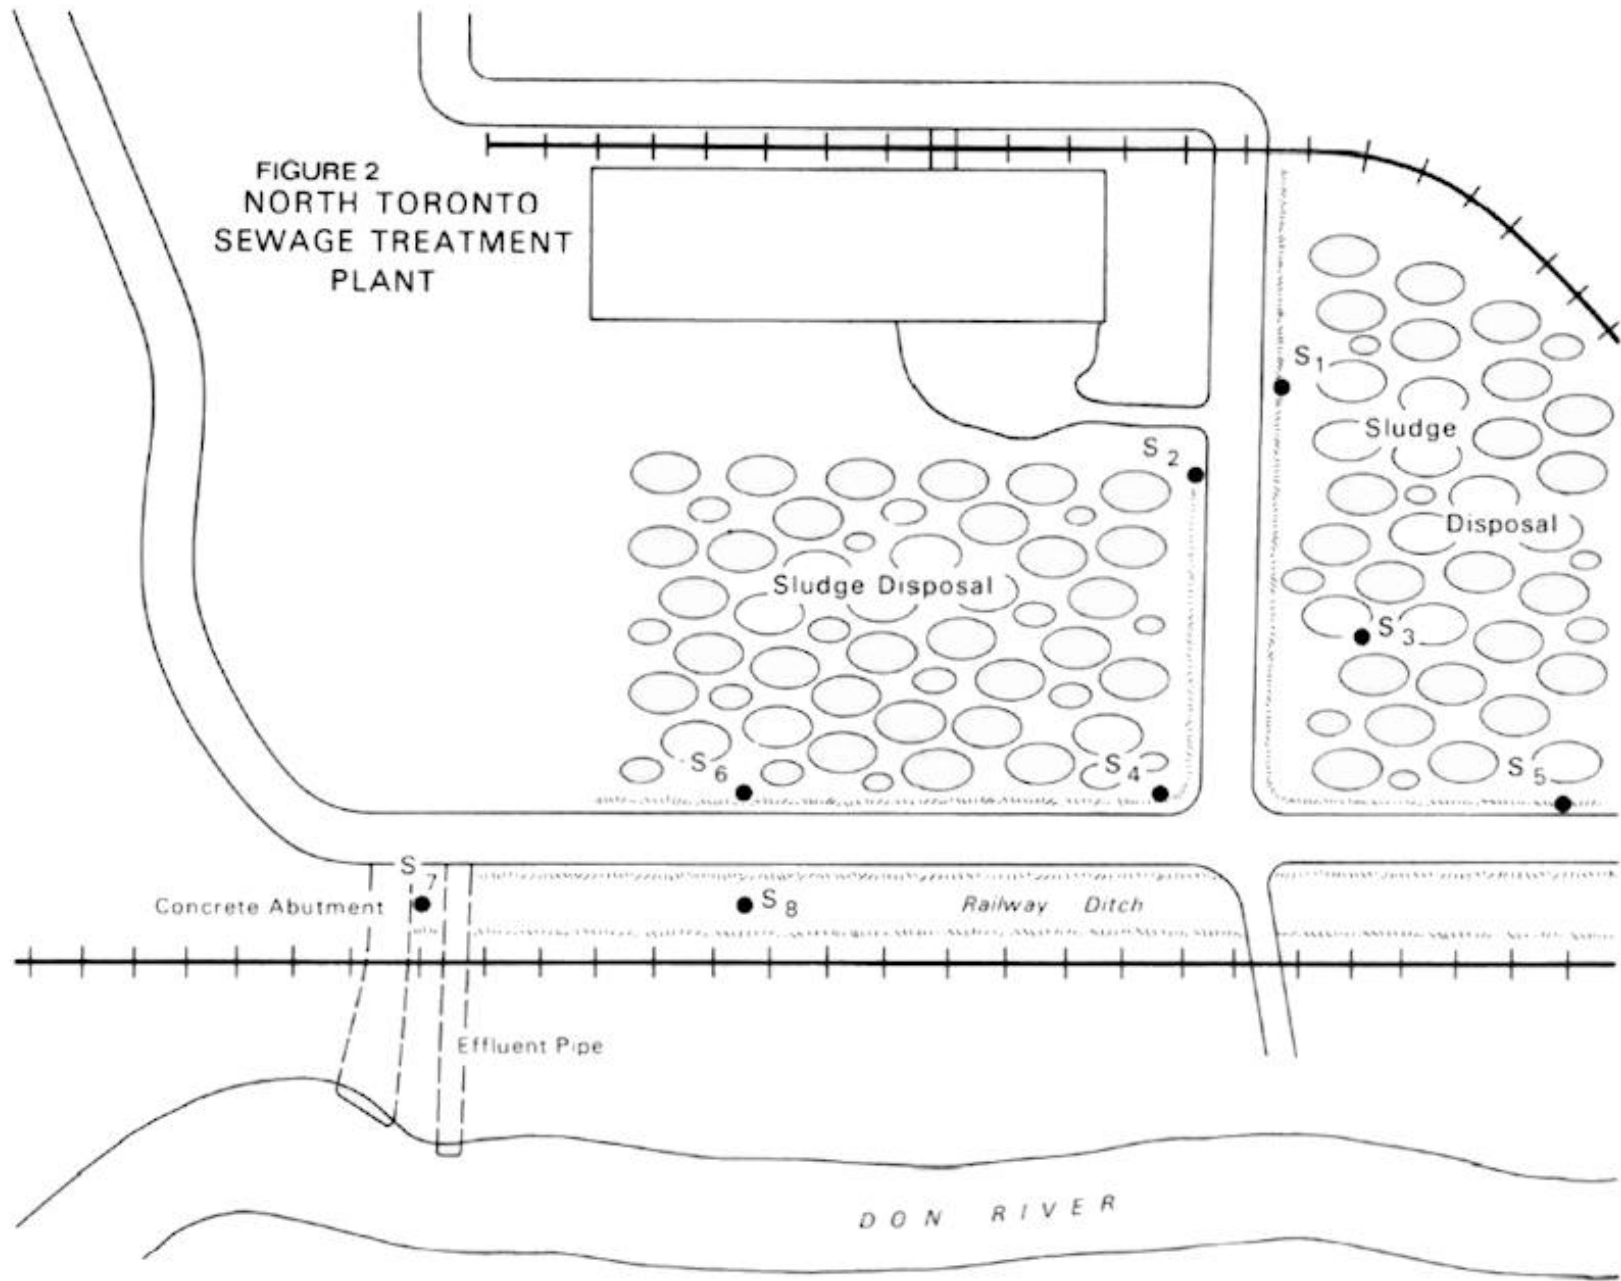 FIGURE 2
NORTH TORONTO
SEWAGE TREATMENT
PLANT
S1
Sludge
S2
Disposal
Sludge Disposal
S3
S6
S4
S5
S7
Concrete Abutment
S8
Railway Ditch
Effluent Pipe
DON RIVER